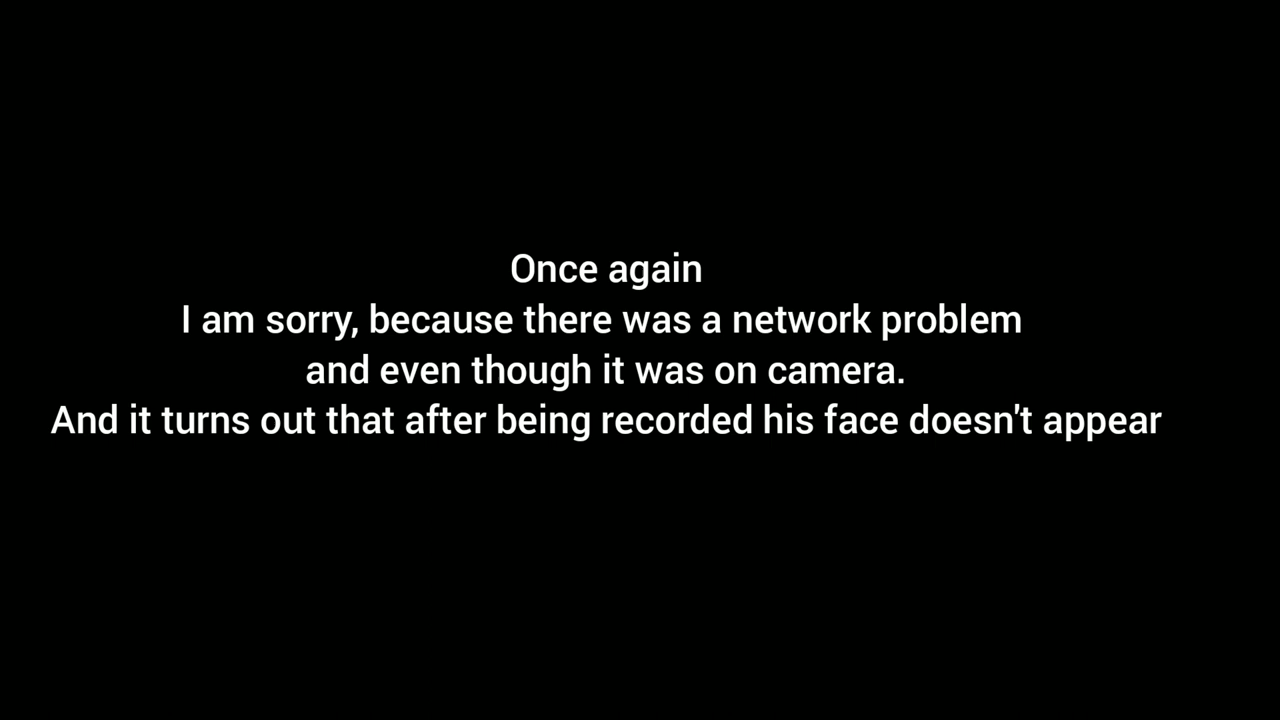 Once again
I am sorry, because there was a network problem
and even though it was on camera.
And it turns out that after being recorded his face doesn't appear